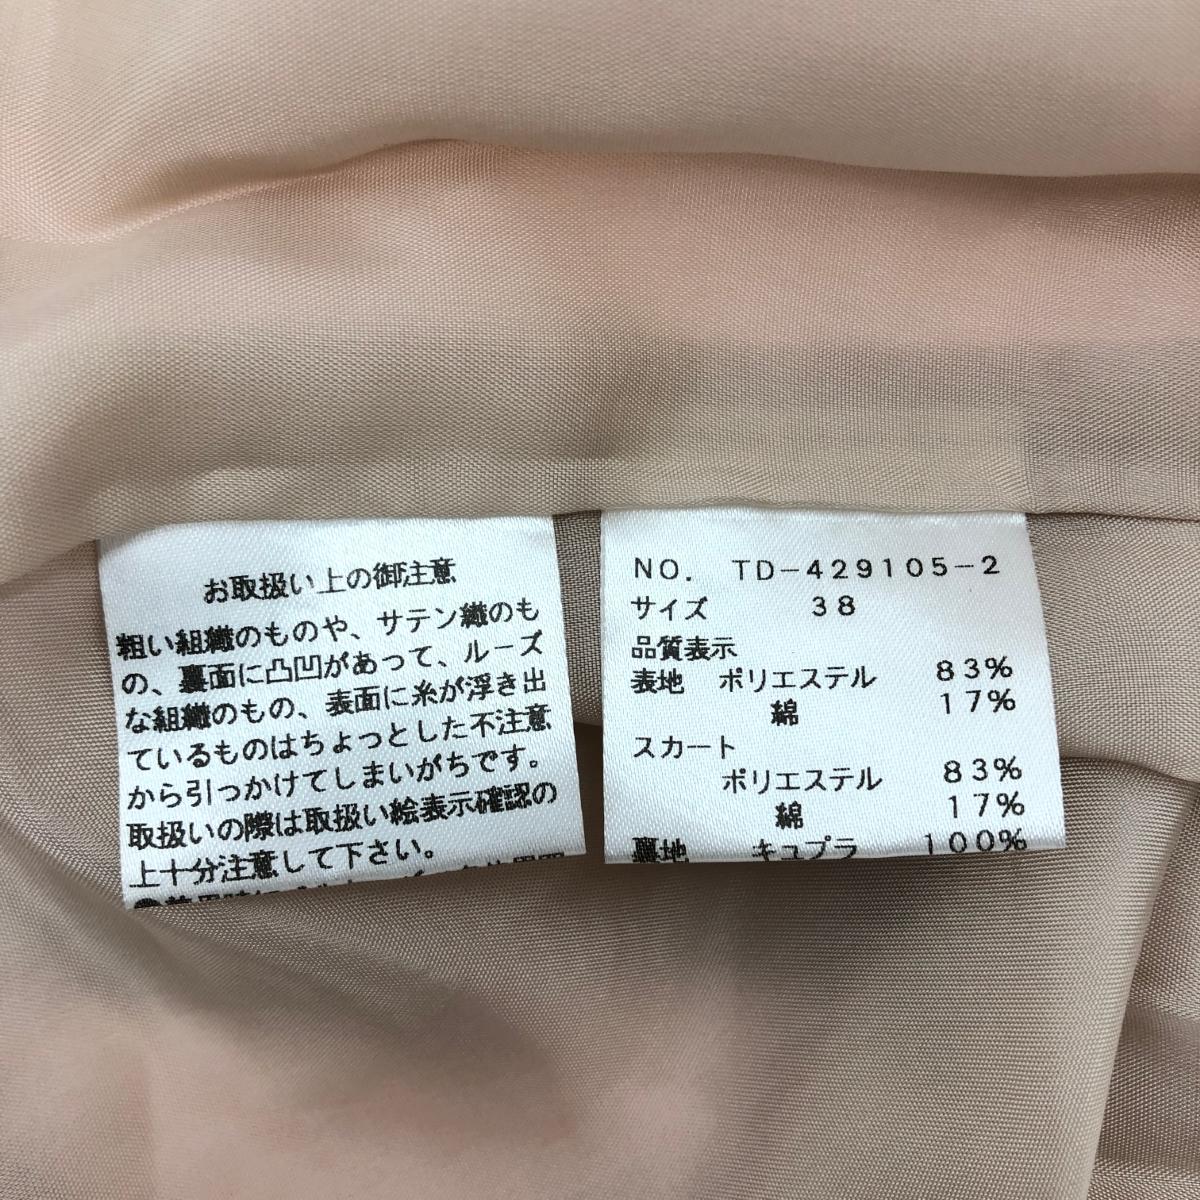 お取扱い上の御注意
粗い組織のものや、サテン織のも
の、裏面に凸凹があって、ルーズ
な組織のもの、表面に糸が浮き出
ているものはちょっとした不注意
から引っかけてしまいがちです。
取扱いの際は取扱い絵表示確認の
上十分注意して下さい。
NO. TD-429105-2
サイズ 38
品質表示
表地 ポリエステル 83%
綿 17%
スカート
ポリエステル 83%
綿 17%
裏地 キュプラ 100%